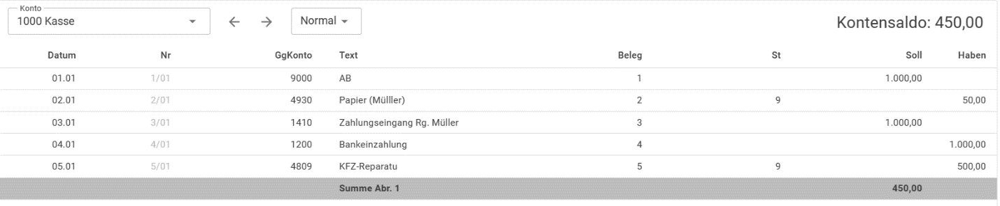 Konto
1000 Kasse
Normal
Kontensaldo: 450,00
Datum Nr GgKonto Text Beleg St Soll Haben
01.01 1/01 9000 AB 1 1.000,00
02.01 2/01 4930 Papier (Mülller) 2 9 50,00
03.01 3/01 1410 Zahlungseingang Rg. Müller 3 1.000,00
04.01 4/01 1200 Bankeinzahlung 4 1.000,00
05.01 5/01 4809 KFZ-Reparatu 5 9 500,00
Summe Abr. 1 450,00